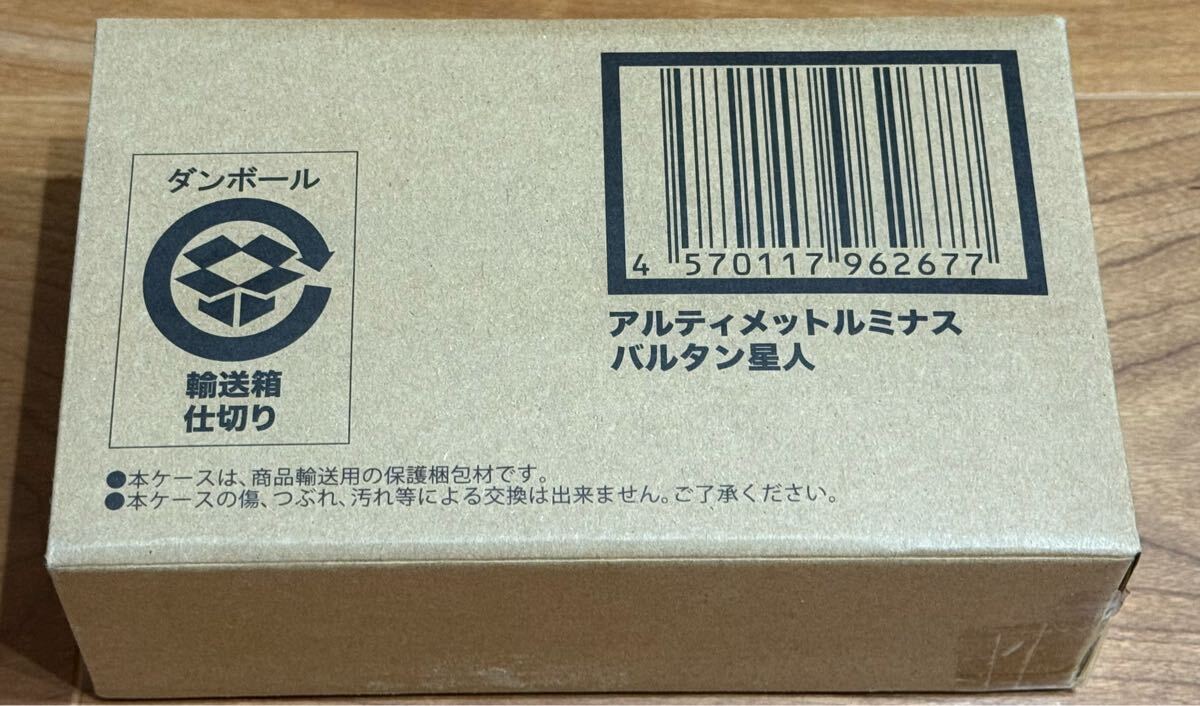 ダンボール
輸送箱
仕切り
4 570117 962677
アルティメットルミナス
バルタン星人
●本ケースは、商品輸送用の保護梱包材です。
●本ケースの傷、つぶれ、汚れ等による交換は出来ません。ご了承ください。